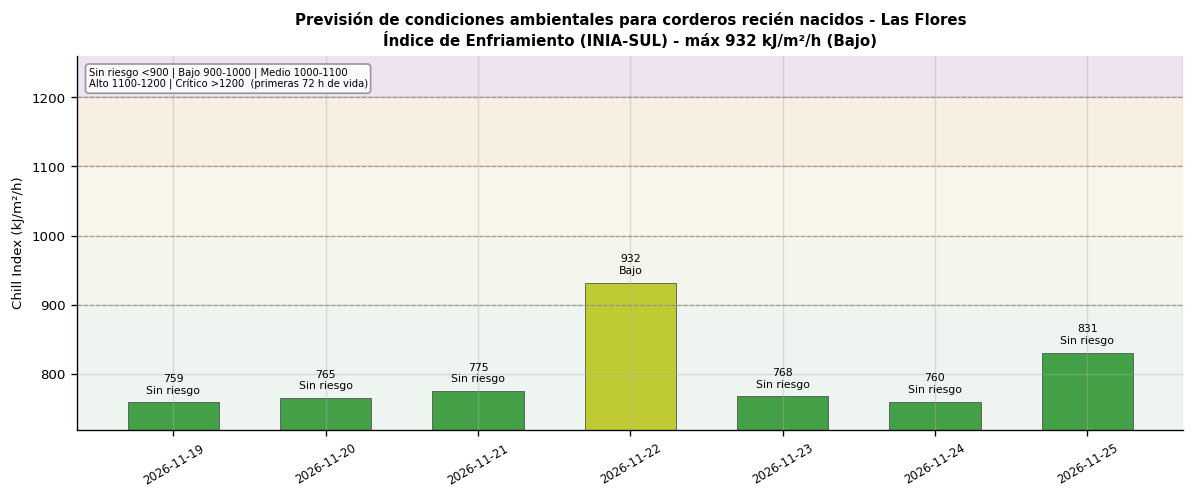 Previsión de condiciones ambientales para corderos recién nacidos - Las Flores
Índice de Enfriamiento (INIA-SUL) - máx 932 kJ/m²/h (Bajo)
Sin riesgo <900 | Bajo 900-1000 | Medio 1000-1100
Alto 1100-1200 | Crítico >1200  (primeras 72 h de vida)
Chill Index (kJ/m²/h)
1200
1100
1000
900
800
759
Sin riesgo
765
Sin riesgo
775
Sin riesgo
932
Bajo
768
Sin riesgo
760
Sin riesgo
831
Sin riesgo
2026-11-19
2026-11-20
2026-11-21
2026-11-22
2026-11-23
2026-11-24
2026-11-25